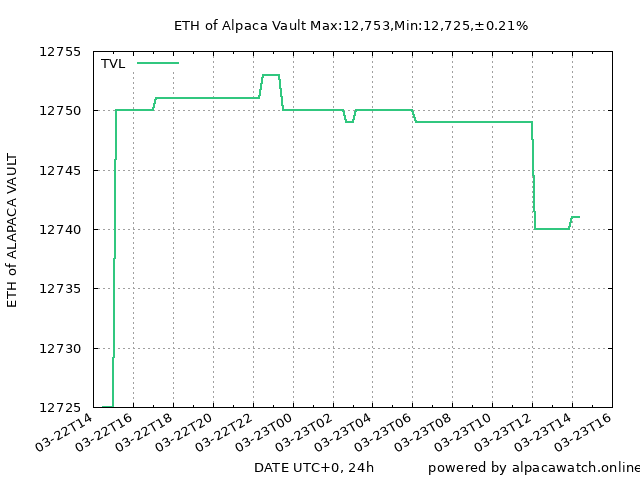 ETH of Alpaca Vault Max:12,753,Min:12,725,±0.21%
TVL
12755
12750
12745
12740
12735
12730
12725
ETH of ALAPACA VAULT
03-22T14
03-22T16
03-22T18
03-22T20
03-22T22
03-23T00
03-23T02
03-23T04
03-23T06
03-23T08
03-23T10
03-23T12
03-23T14
03-23T16
DATE UTC+0, 24h
powered by alpacawatch.online